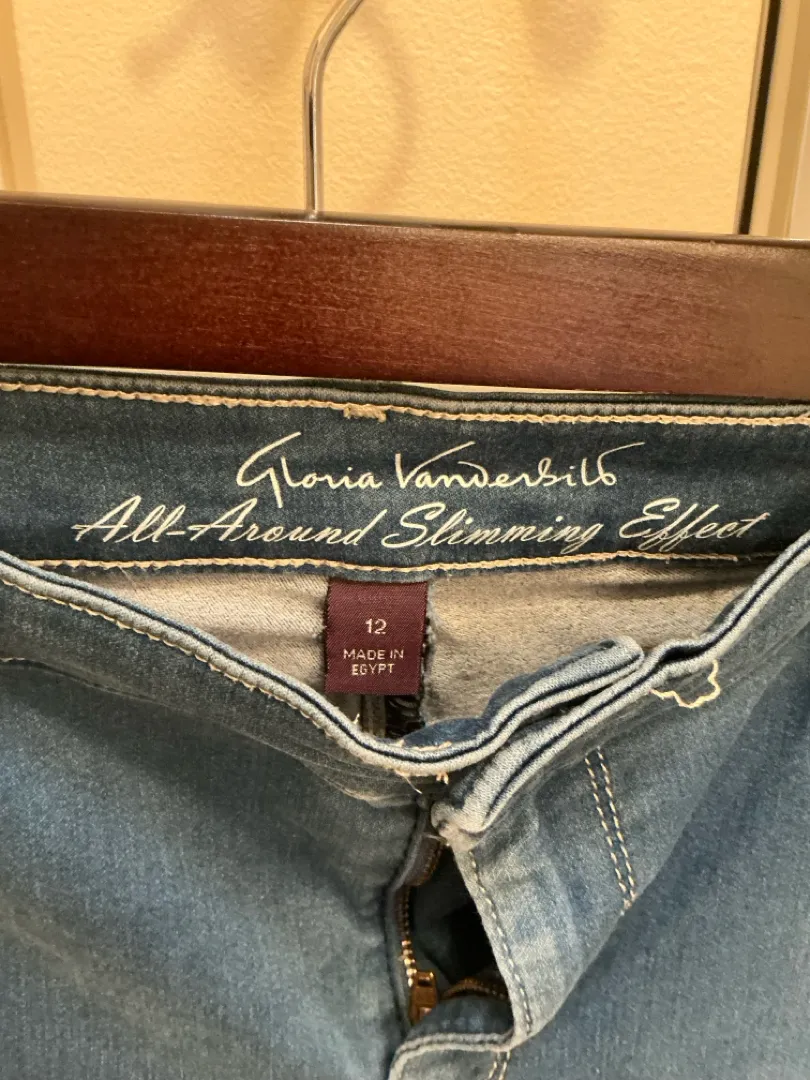 Gloria Vanderbilt
All-Around Slimming Effect
12
MADE IN
EGYPT